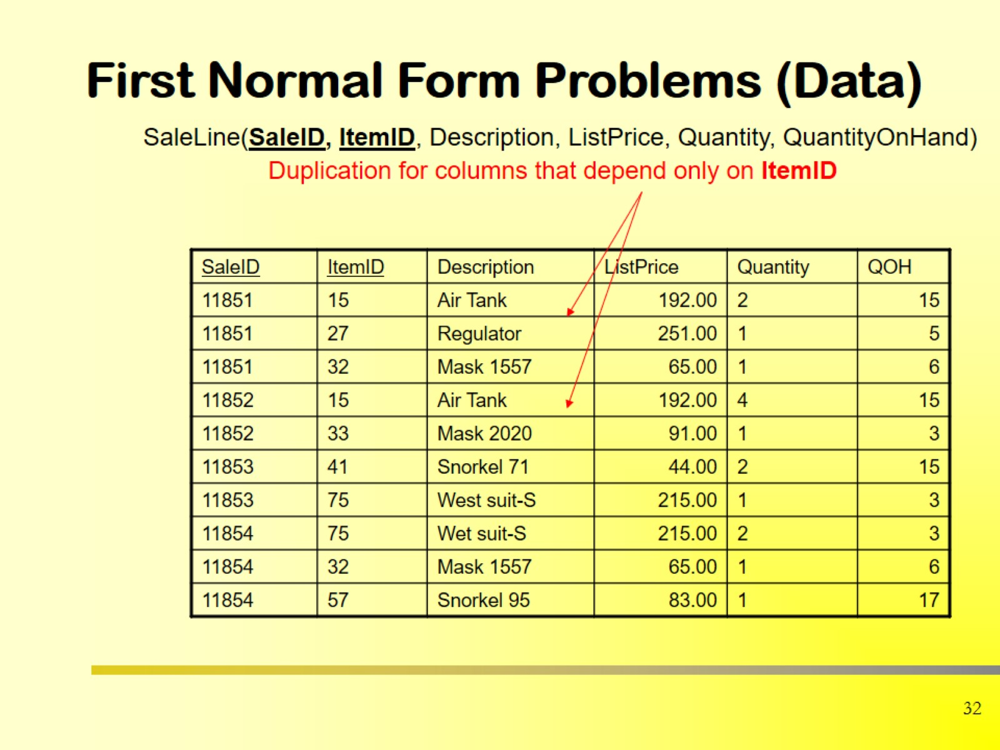 First Normal Form Problems (Data)
SaleLine(SaleID, ItemID, Description, ListPrice, Quantity, QuantityOnHand)
Duplication for columns that depend only on ItemID
SaleID ItemID Description ListPrice Quantity QOH
11851 15 Air Tank 192.00 2 15
11851 27 Regulator 251.00 1 5
11851 32 Mask 1557 65.00 1 6
11852 15 Air Tank 192.00 4 15
11852 33 Mask 2020 91.00 1 3
11853 41 Snorkel 71 44.00 2 15
11853 75 West suit-S 215.00 1 3
11854 75 Wet suit-S 215.00 2 3
11854 32 Mask 1557 65.00 1 6
11854 57 Snorkel 95 83.00 1 17
32